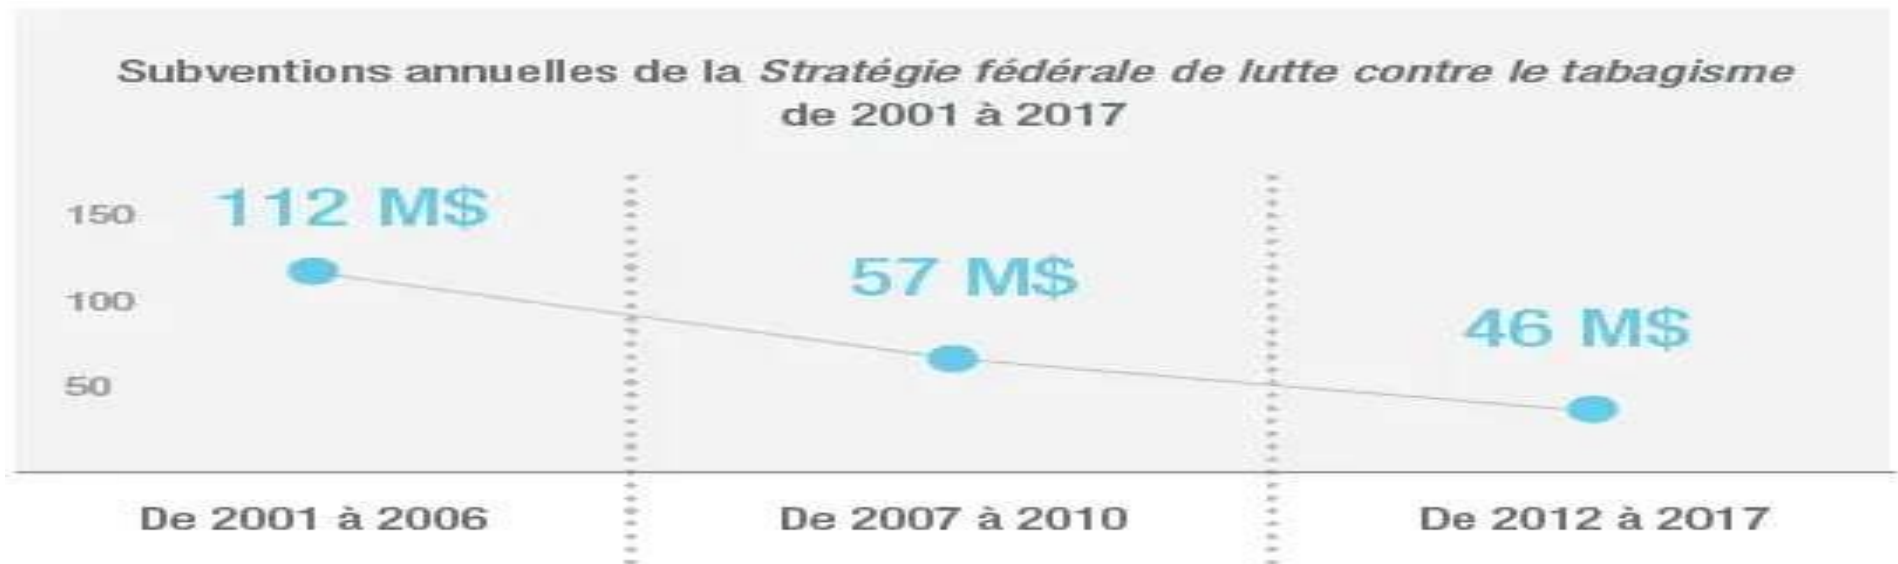 Subventions annuelles de la Stratégie fédérale de lutte contre le tabagisme
de 2001 à 2017
150
112 M$
100
57 M$
50
46 M$
De 2001 à 2006
De 2007 à 2010
De 2012 à 2017